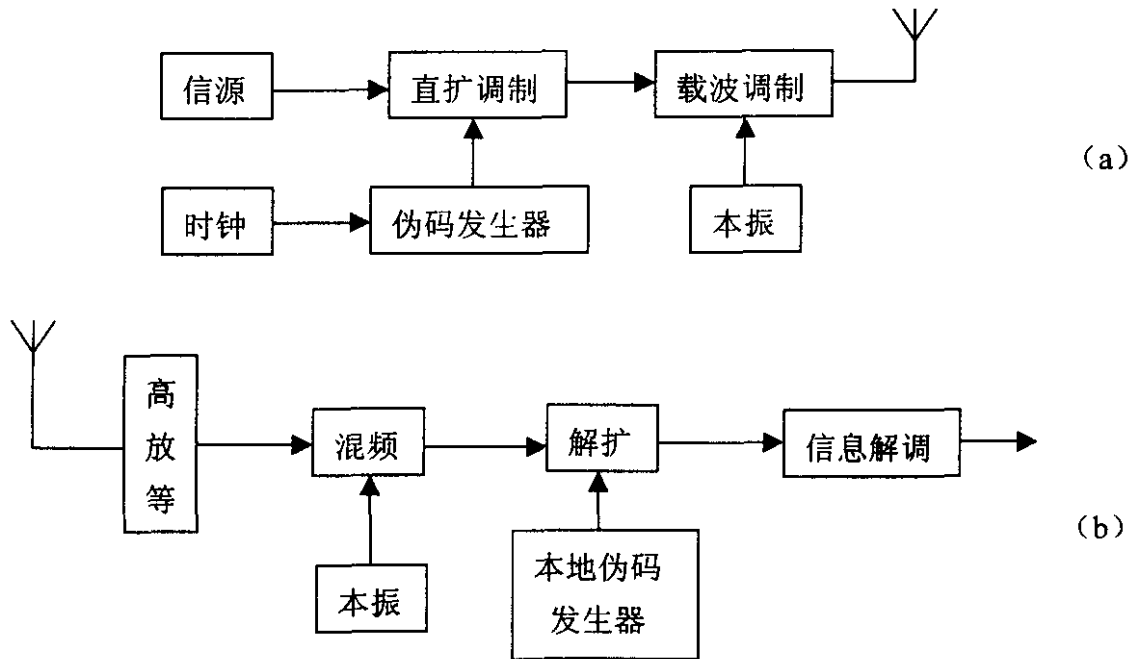 信源
直扩调制
载波调制
(a)
时钟
伪码发生器
本振
高
放
等
混频
解扩
信息解调
(b)
本振
本地伪码
发生器